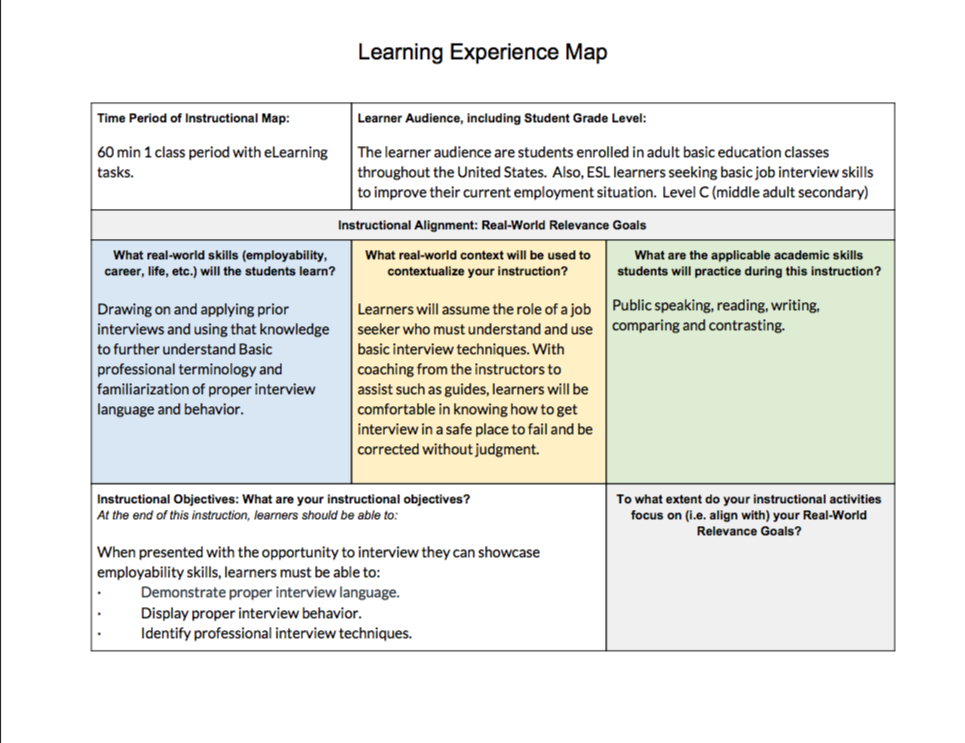 Learning Experience Map
Time Period of Instructional Map:
60 min 1 class period with eLearning
tasks.
Learner Audience, including Student Grade Level:
The learner audience are students enrolled in adult basic education classes
throughout the United States.  Also, ESL learners seeking basic job interview skills
to improve their current employment situation.  Level C (middle adult secondary)
Instructional Alignment: Real-World Relevance Goals
What real-world skills (employability,
career, life, etc.) will the students learn?
Drawing on and applying prior
interviews and using that knowledge
to further understand Basic
professional terminology and
familiarization of proper interview
language and behavior.
What real-world context will be used to
contextualize your instruction?
Learners will assume the role of a job
seeker who must understand and use
basic interview techniques. With
coaching from the instructors to
assist such as guides, learners will be
comfortable in knowing how to get
interview in a safe place to fail and be
corrected without judgment.
What are the applicable academic skills
students will practice during this instruction?
Public speaking, reading, writing,
comparing and contrasting.
Instructional Objectives: What are your instructional objectives?
At the end of this instruction, learners should be able to:
When presented with the opportunity to interview they can showcase
employability skills, learners must be able to:
· Demonstrate proper interview language.
· Display proper interview behavior.
· Identify professional interview techniques.
To what extent do your instructional activities
focus on (i.e. align with) your Real-World
Relevance Goals?